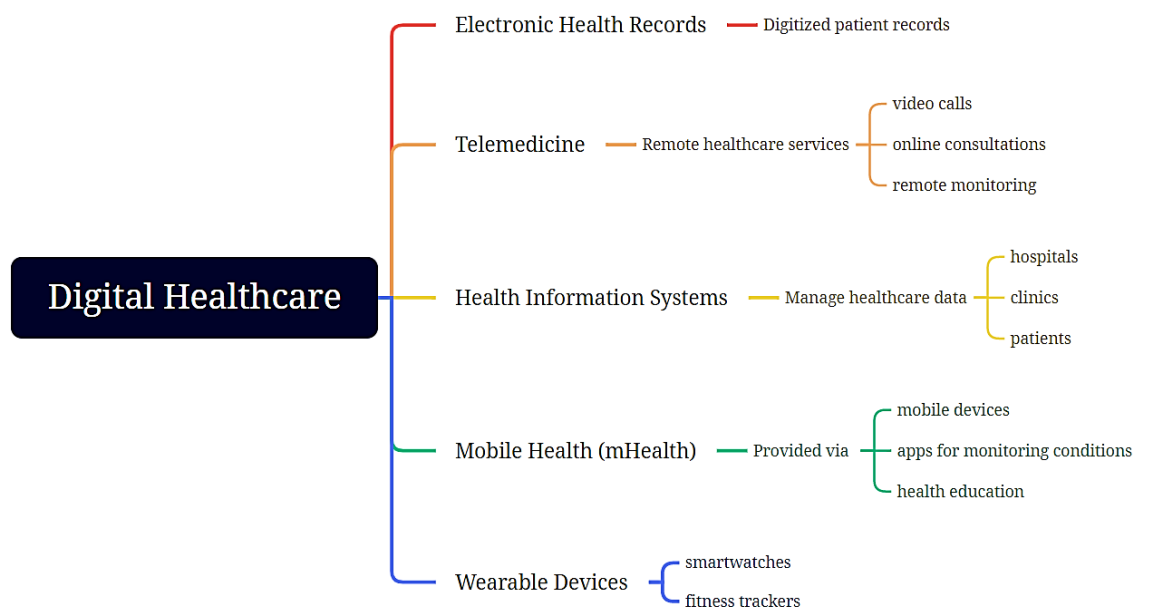 Digital Healthcare
Electronic Health Records
Digitized patient records
Telemedicine
Remote healthcare services
video calls
online consultations
remote monitoring
Health Information Systems
Manage healthcare data
hospitals
clinics
patients
Mobile Health (mHealth)
Provided via
mobile devices
apps for monitoring conditions
health education
Wearable Devices
smartwatches
fitness trackers